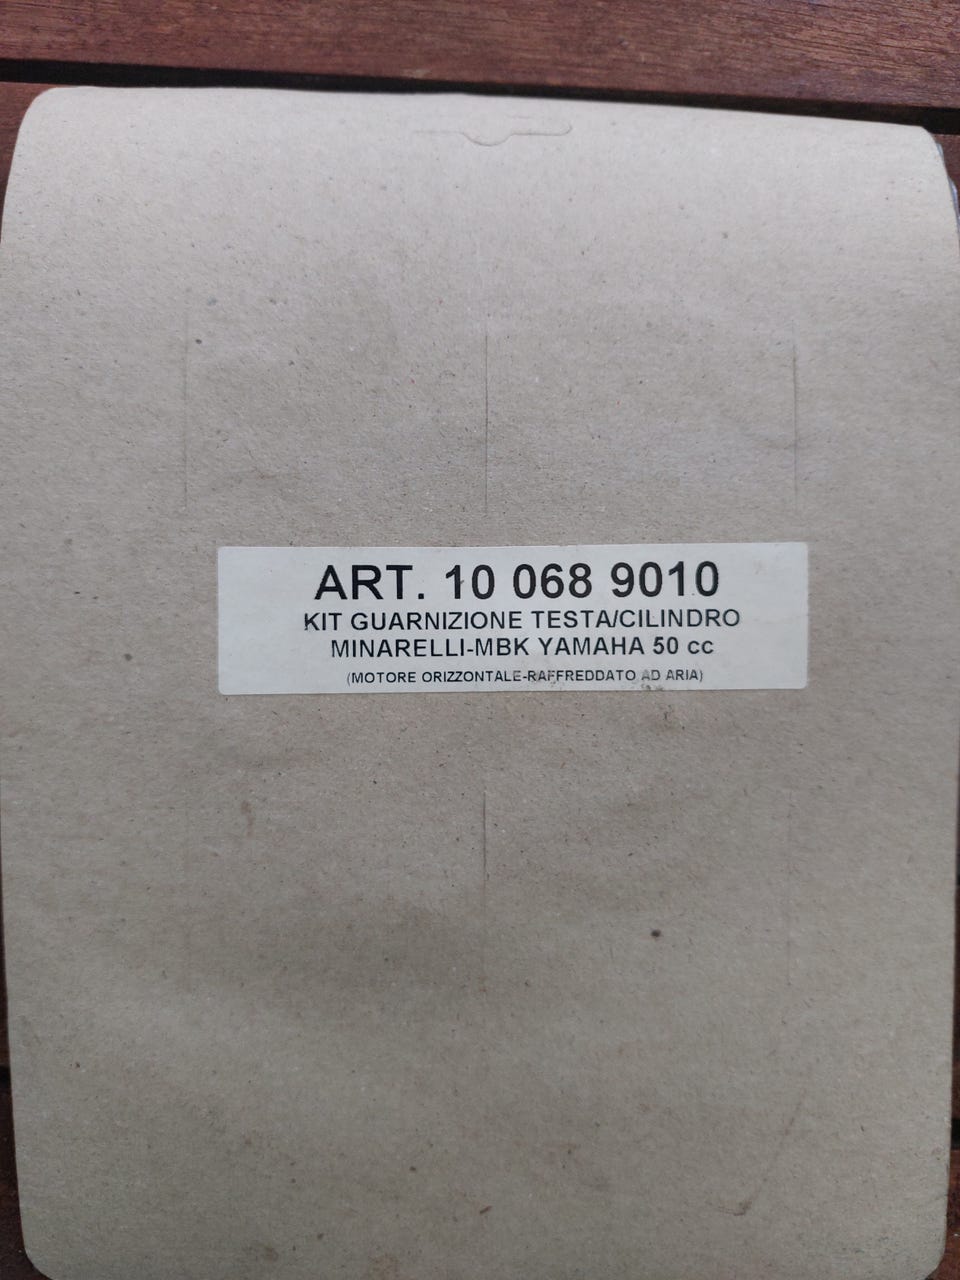 ART. 10 068 9010
KIT GUARNIZIONE TESTA/CILINDRO
MINARELLI-MBK YAMAHA 50 cc
(MOTORE ORIZZONTALE-RAFFREDDATO AD ARIA)